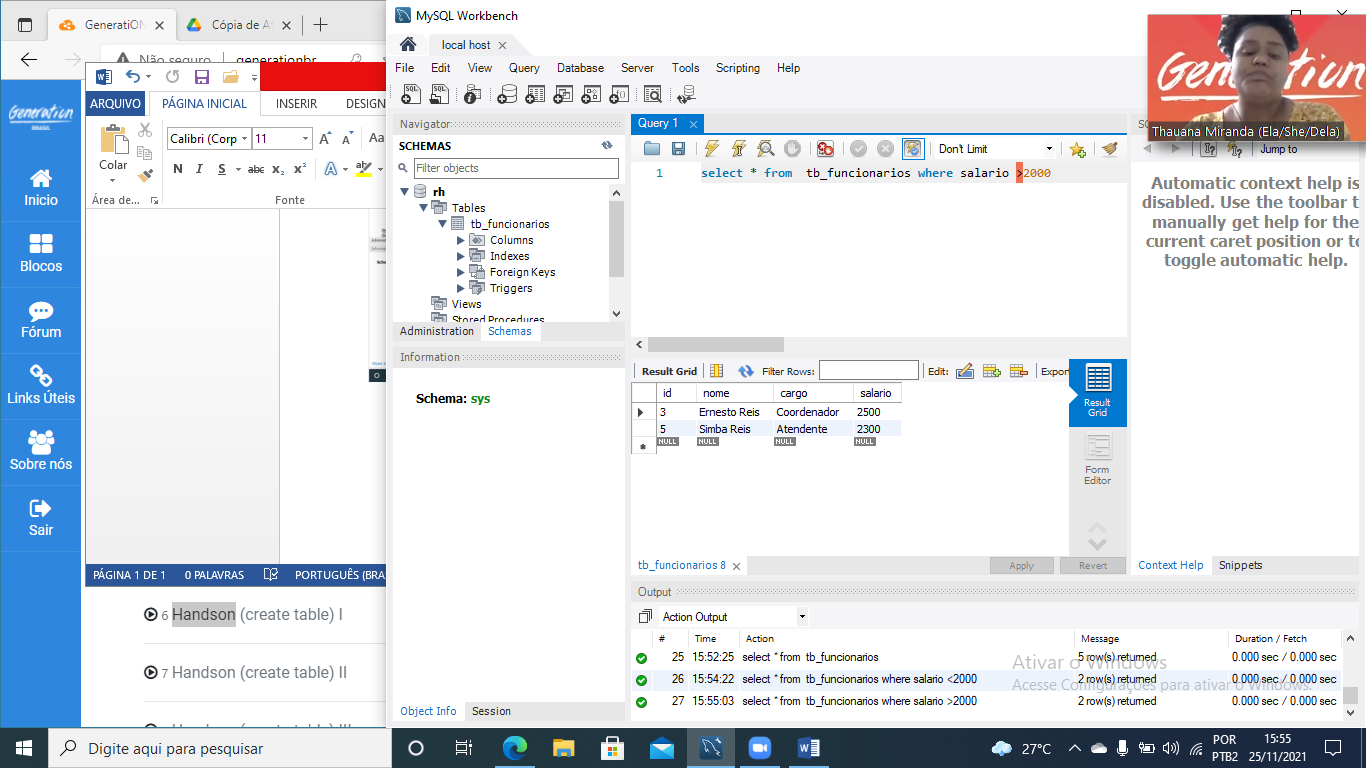 GeneratiON
Cópia de A
MySQL Workbench
Não seguro
generationbr
local host
File Edit View Query Database Server Tools Scripting Help
ARQUIVO PÁGINA INICIAL INSERIR DESIGN
Calibri (Corp 11
Colar
N I S abc x₂ x²
Área de...
Fonte
Generation
BRASIL
Inicio
Blocos
Fórum
Links Úteis
Sobre nós
Sair
PÁGINA 1 DE 1 0 PALAVRAS PORTUGUÊS (BRA
6 Handson (create table) I
7 Handson (create table) II
Navigator
SCHEMAS
Filter objects
rh
Tables
tb_funcionarios
Columns
Indexes
Foreign Keys
Triggers
Views
Stored Procedures
Administration Schemas
Information
Schema: sys
Object Info Session
Query 1
Don't Limit
1 select * from tb_funcionarios where salario >2000
Result Grid Filter Rows: Edit: Export
id nome cargo salario
3 Ernesto Reis Coordenador 2500
5 Simba Reis Atendente 2300
NULL NULL NULL NULL
Result Grid
Form Editor
tb_funcionarios 8
Apply Revert
Output
Action Output
# Time Action Message Duration / Fetch
25 15:52:25 select * from tb_funcionarios 5 row(s) returned 0.000 sec / 0.000 sec
26 15:54:22 select * from tb_funcionarios where salario <2000 2 row(s) returned 0.000 sec / 0.000 sec
27 15:55:03 select * from tb_funcionarios where salario >2000 2 row(s) returned 0.000 sec / 0.000 sec
Ativar o Windows
Acesse Configurações para ativar o Windows.
Generation
Thauana Miranda (Ela/She/Dela)
Jump to
Automatic context help is
disabled. Use the toolbar t
manually get help for the
current caret position or to
toggle automatic help.
Context Help Snippets
Digite aqui para pesquisar
27°C
POR
PTB2
15:55
25/11/2021